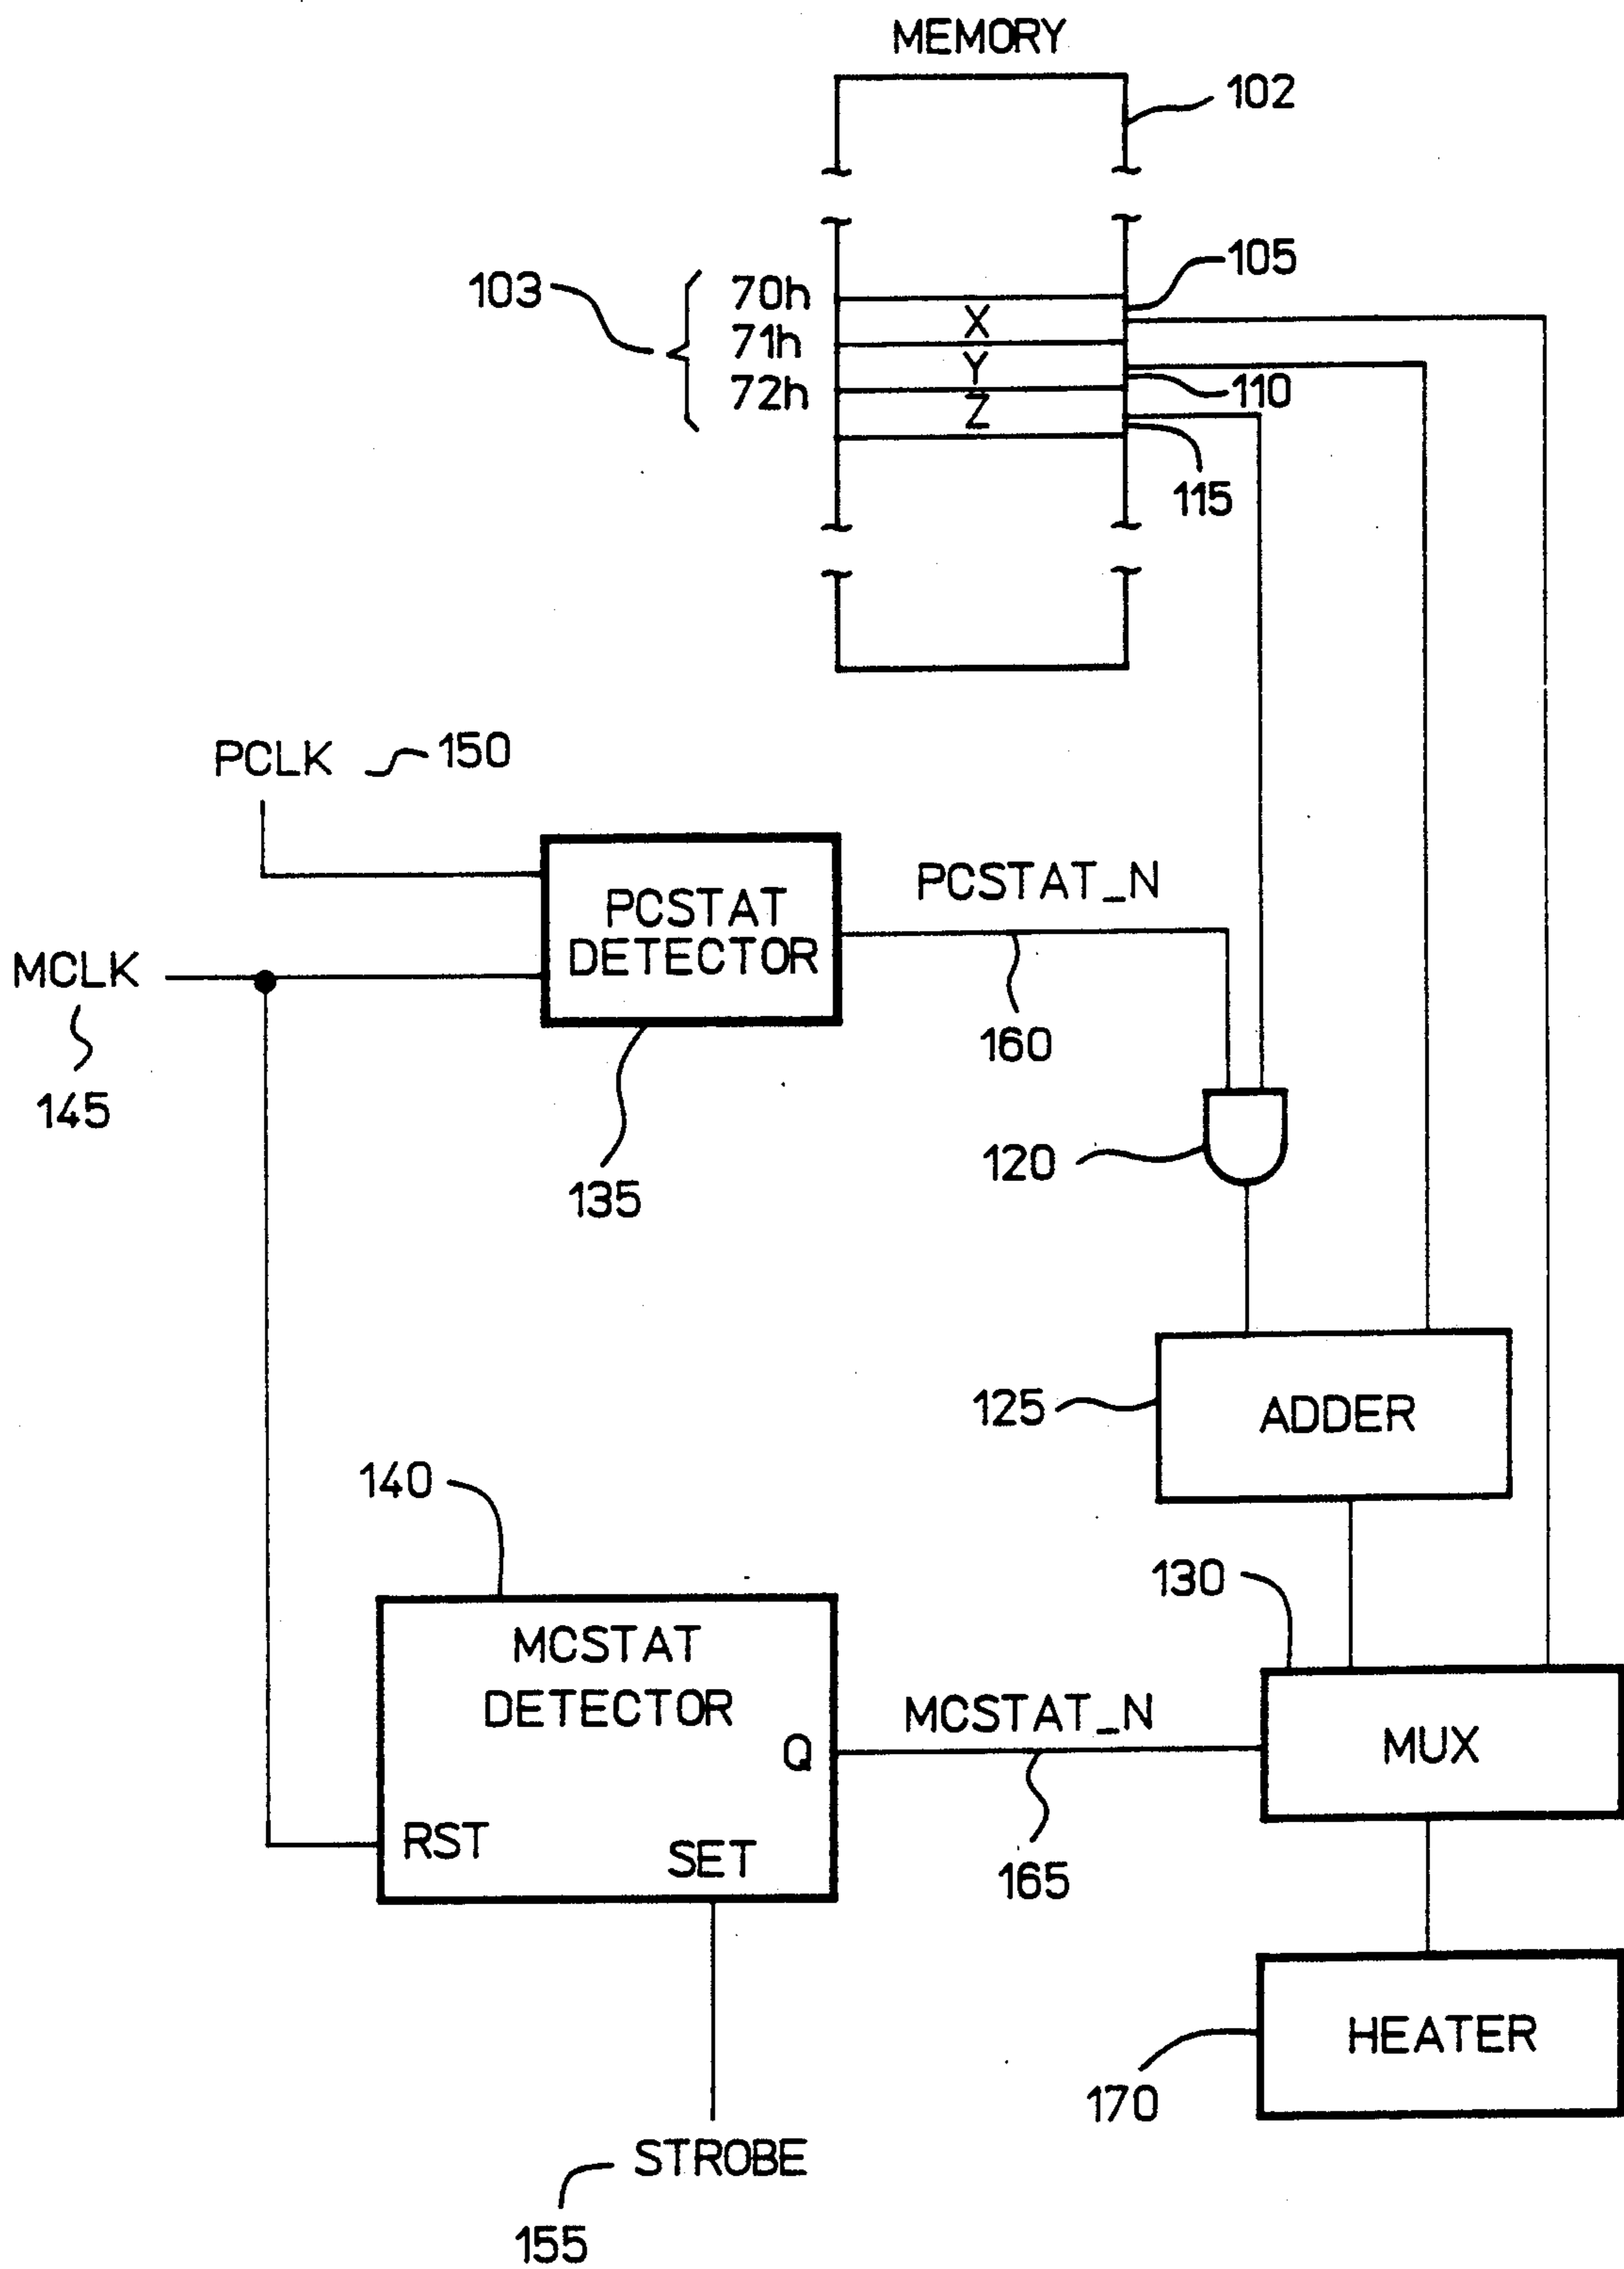 MEMORY
102
105
103
70h
X
71h
Y
72h
110
Z
115
PCLK
150
PCSTAT
DETECTOR
PCSTAT_N
MCLK
160
145
120
135
125
ADDER
140
130
MCSTAT
DETECTOR
MCSTAT_N
Q
MUX
RST
SET
165
HEATER
170
STROBE
155